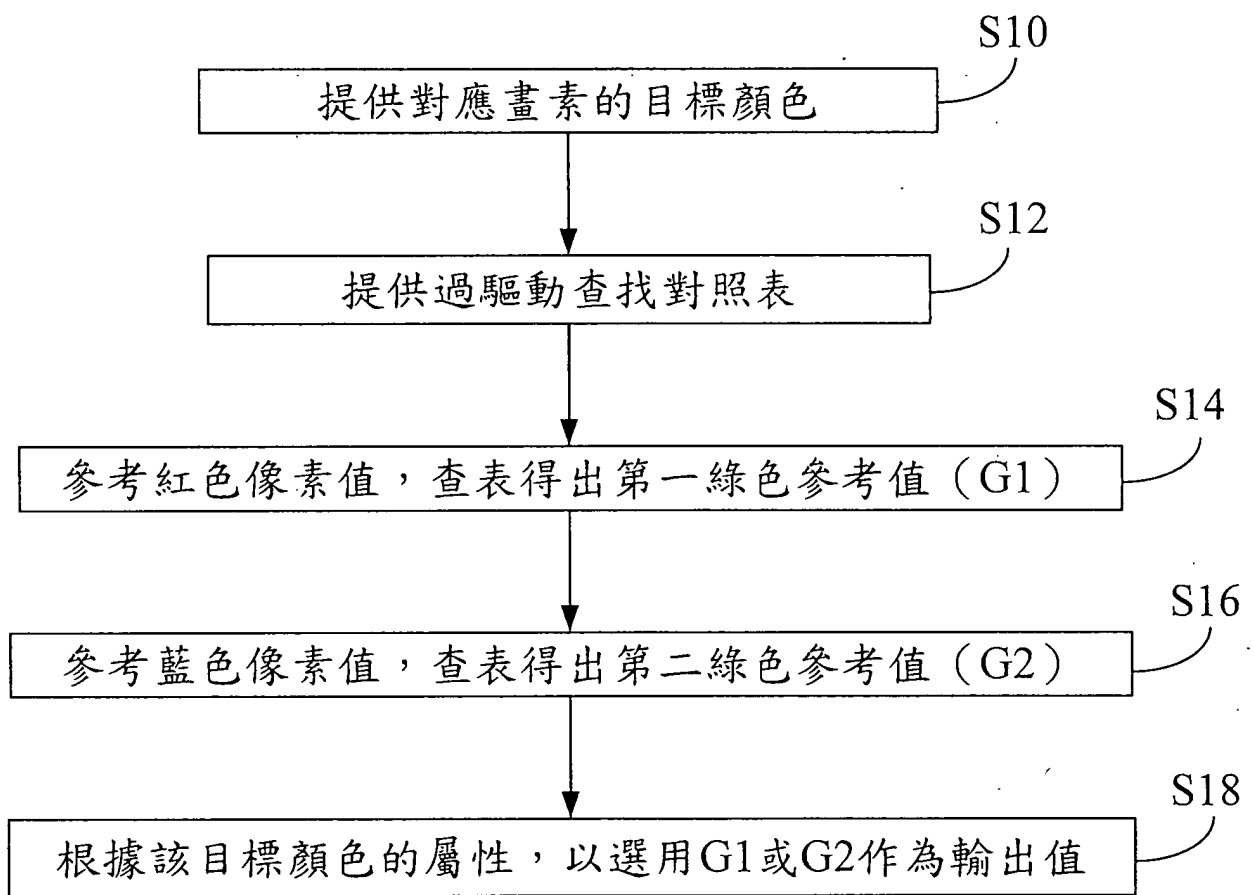 S10
提供對應畫素的目標顏色
S12
提供過驅動查找對照表
S14
參考紅色像素值，查表得出第一綠色參考值（G1）
S16
參考藍色像素值，查表得出第二綠色參考值（G2）
S18
根據該目標顏色的屬性，以選用G1或G2作為輸出值